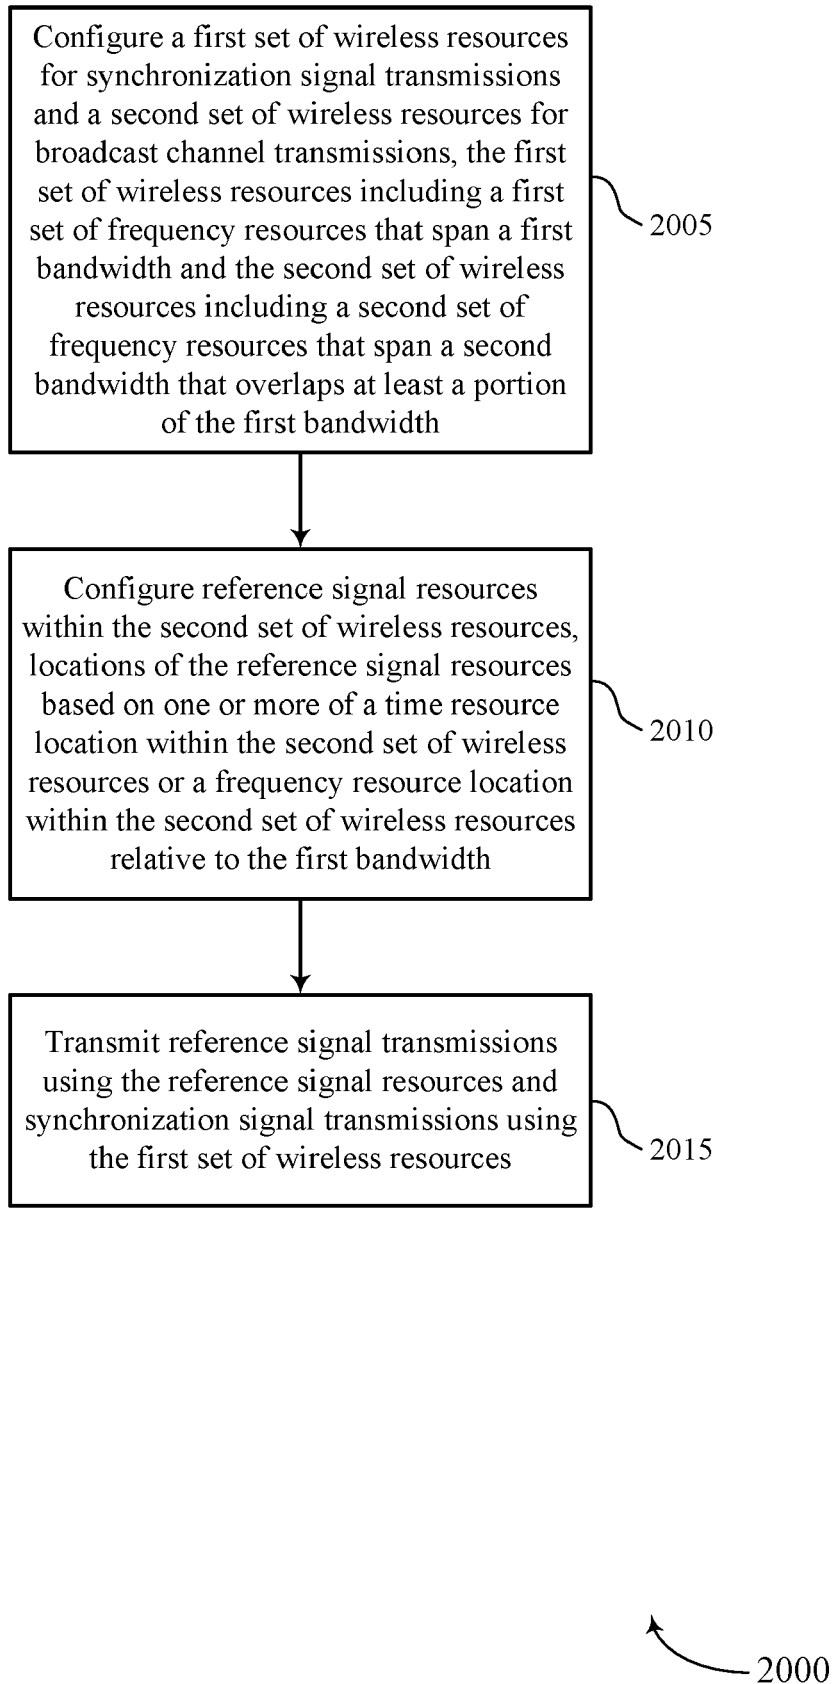 Configure a first set of wireless resources
for synchronization signal transmissions
and a second set of wireless resources for
broadcast channel transmissions, the first
set of wireless resources including a first
set of frequency resources that span a first
bandwidth and the second set of wireless
resources including a second set of
frequency resources that span a second
bandwidth that overlaps at least a portion
of the first bandwidth
2005
Configure reference signal resources
within the second set of wireless resources,
locations of the reference signal resources
based on one or more of a time resource
location within the second set of wireless
resources or a frequency resource location
within the second set of wireless resources
relative to the first bandwidth
2010
Transmit reference signal transmissions
using the reference signal resources and
synchronization signal transmissions using
the first set of wireless resources
2015
2000